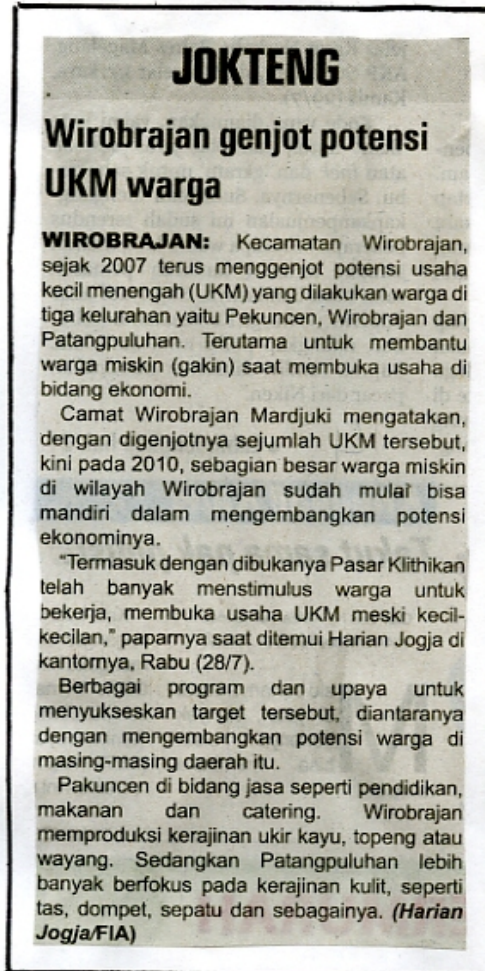 JOKTENG
Wirobrajan genjot potensi
UKM warga
WIROBRAJAN: Kecamatan Wirobrajan,
sejak 2007 terus menggenjot potensi usaha
kecil menengah (UKM) yang dilakukan warga di
tiga kelurahan yaitu Pekuncen, Wirobrajan dan
Patangpuluhan. Terutama untuk membantu
warga miskin (gakin) saat membuka usaha di
bidang ekonomi.
Camat Wirobrajan Mardjuki mengatakan,
dengan digenjotnya sejumlah UKM tersebut,
kini pada 2010, sebagian besar warga miskin
di wilayah Wirobrajan sudah mulai bisa
mandiri dalam mengembangkan potensi
ekonominya.
"Termasuk dengan dibukanya Pasar Klithikan
telah banyak menstimulus warga untuk
bekerja, membuka usaha UKM meski kecil-
kecilan," paparnya saat ditemui Harian Jogja di
kantornya, Rabu (28/7).
Berbagai program dan upaya untuk
menyukseskan target tersebut, diantaranya
dengan mengembangkan potensi warga di
masing-masing daerah itu.
Pakuncen di bidang jasa seperti pendidikan,
makanan dan catering. Wirobrajan
memproduksi kerajinan ukir kayu, topeng atau
wayang. Sedangkan Patangpuluhan lebih
banyak berfokus pada kerajinan kulit, seperti
tas, dompet, sepatu dan sebagainya. (Harian
Jogja/FIA)